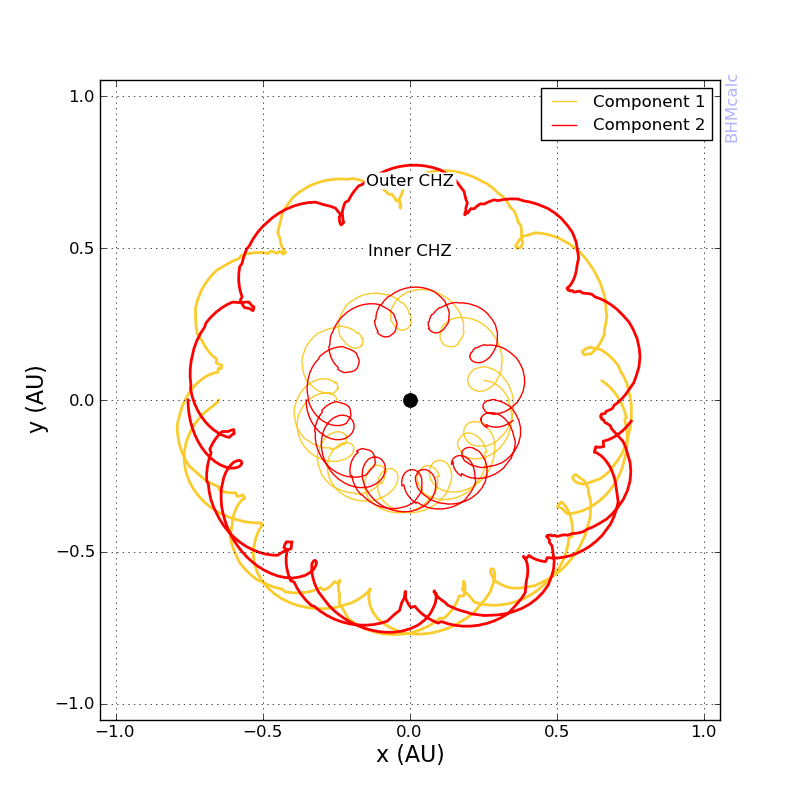 BHMcalc
Component 1
Component 2
Outer CHZ
Inner CHZ
1.0
0.5
0.0
−0.5
−1.0
y (AU)
−1.0
−0.5
0.0
0.5
1.0
x (AU)